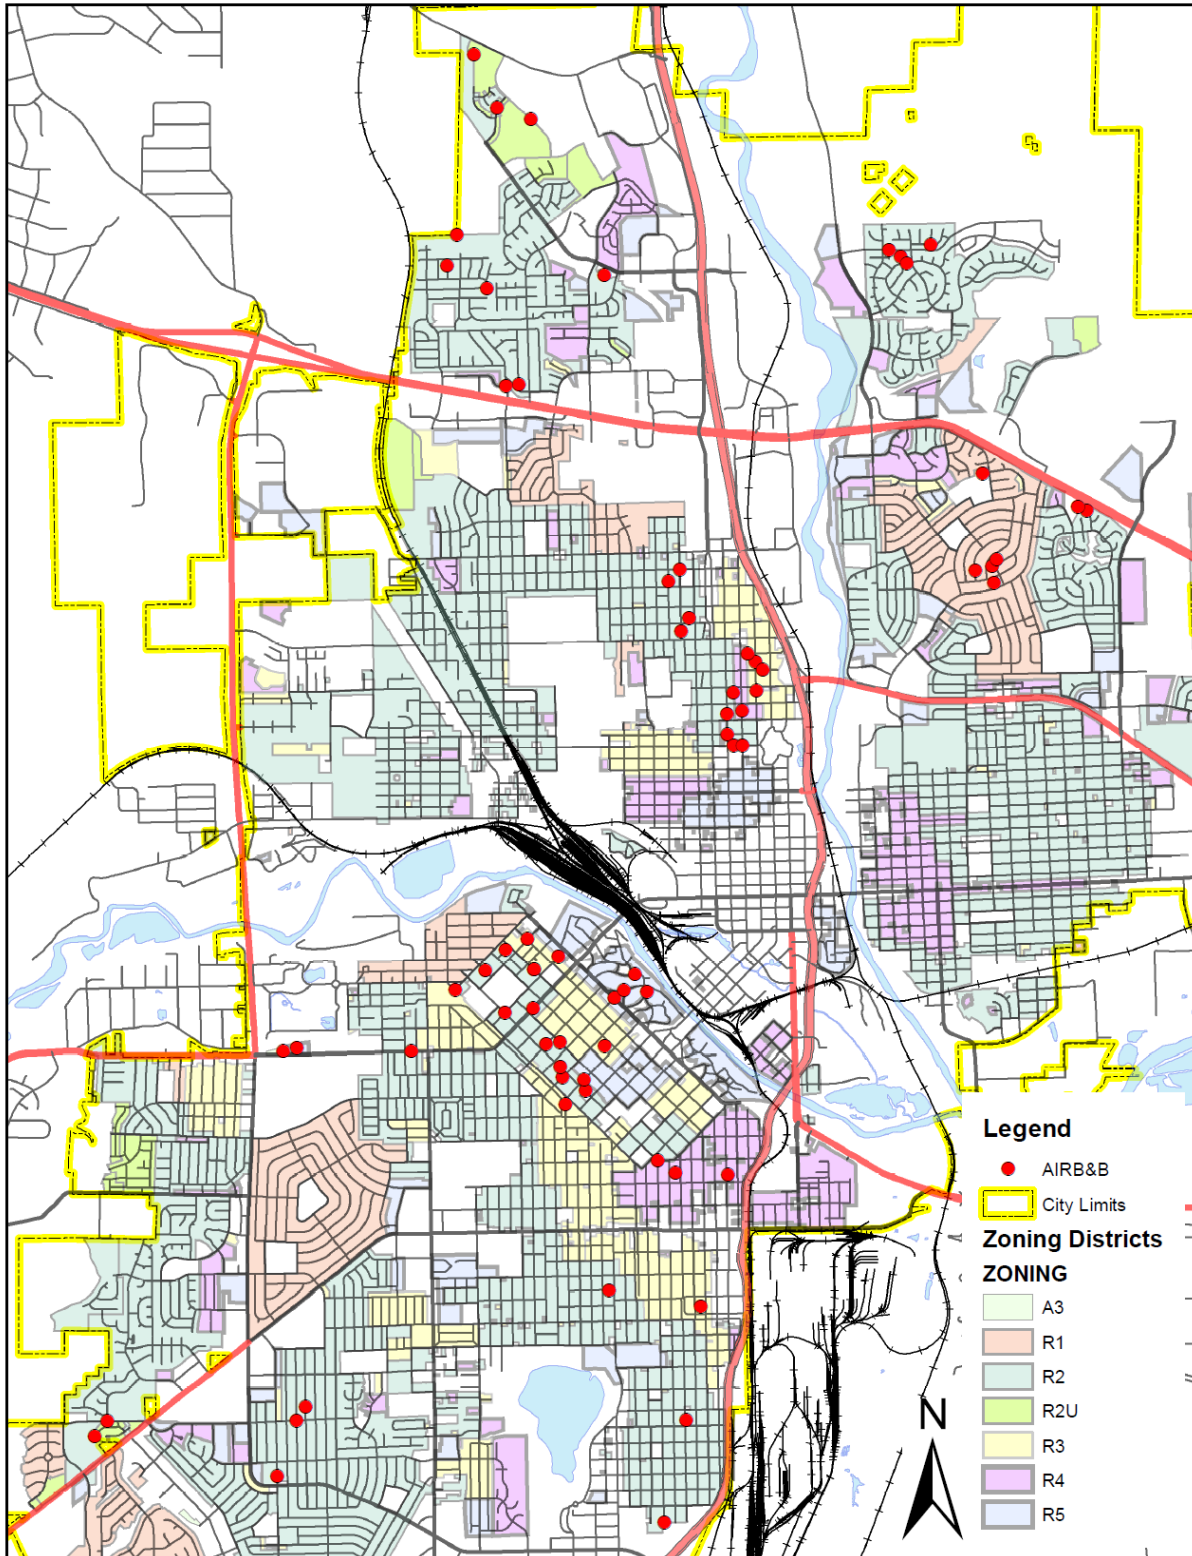 Legend
AIRB&B
City Limits
Zoning Districts
ZONING
A3
R1
R2
R2U
R3
R4
R5
N